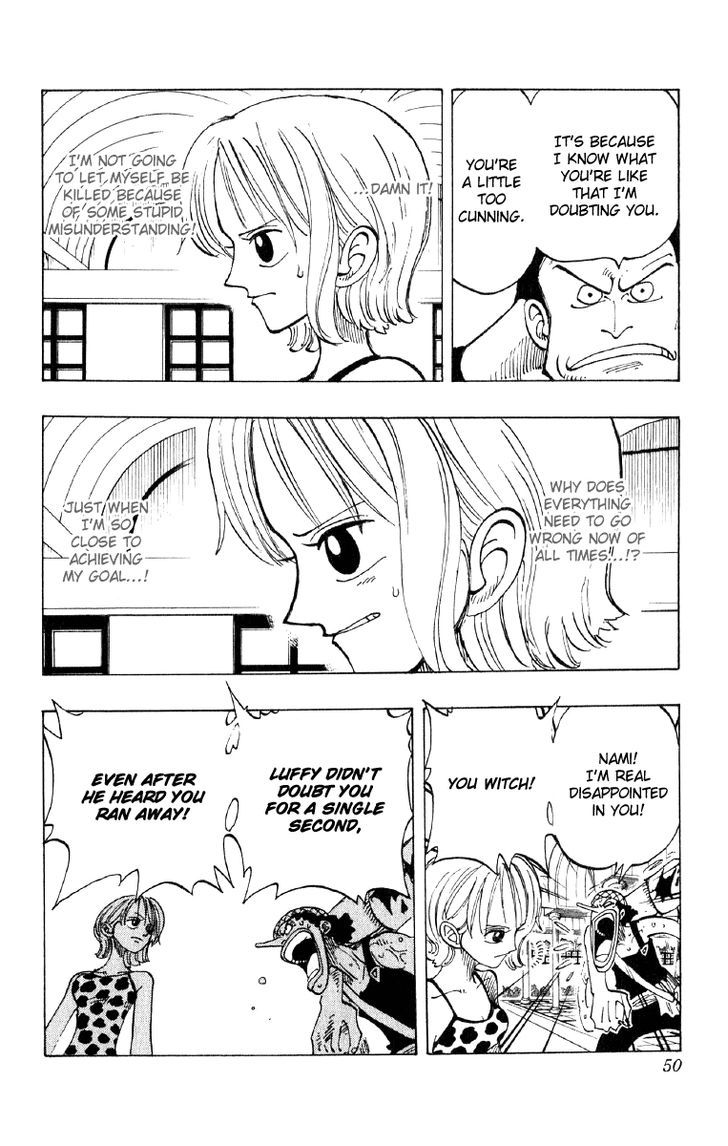 IT'S BECAUSE
I KNOW WHAT
YOU'RE LIKE
THAT I'M
DOUBTING YOU.
YOU'RE
A LITTLE
TOO
CUNNING.
...DAMN IT!
I'M NOT GOING
TO LET MYSELF BE
KILLED BECAUSE
OF SOME STUPID
MISUNDERSTANDING!
WHY DOES
EVERYTHING
NEED TO GO
WRONG NOW OF
ALL TIMES...!?
JUST WHEN
I'M SO
CLOSE TO
ACHIEVING
MY GOAL...!
NAMI!
I'M REAL
DISAPPOINTED
IN YOU!
YOU WITCH!
LUFFY DIDN'T
DOUBT YOU
FOR A SINGLE
SECOND,
EVEN AFTER
HE HEARD YOU
RAN AWAY!
50